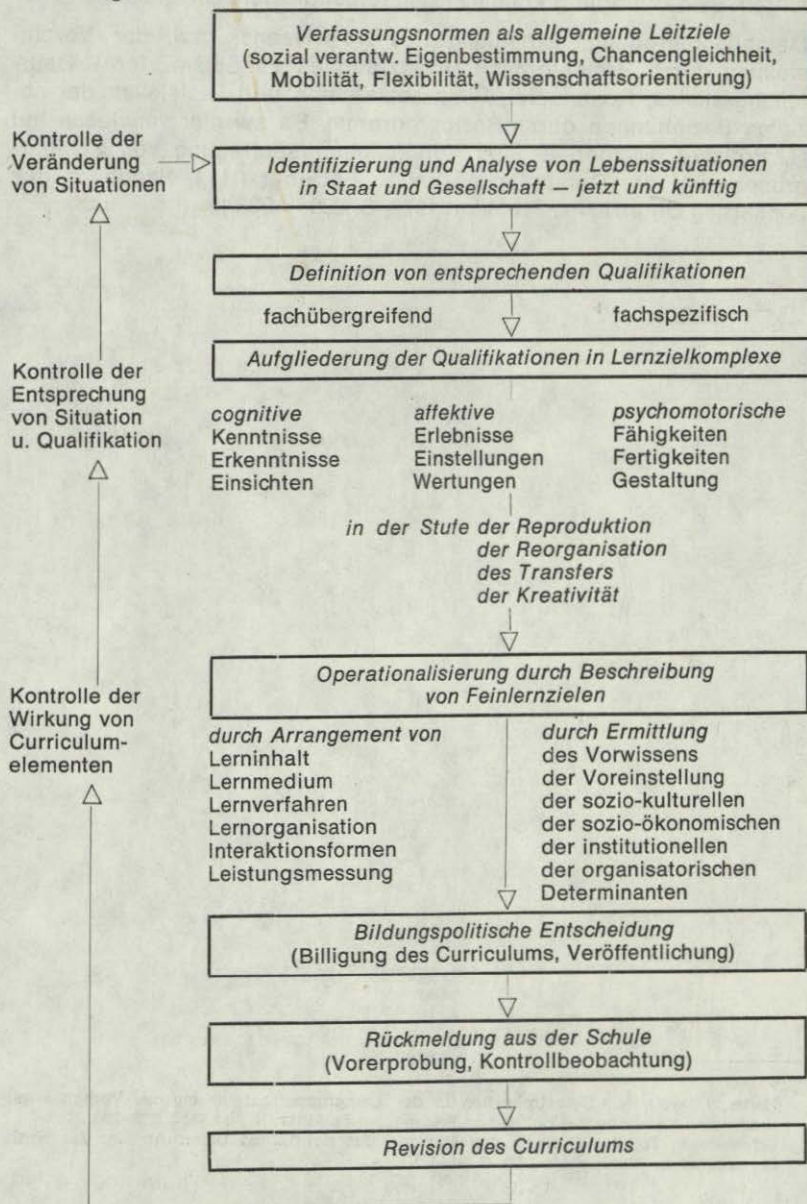 Verfassungsnormen als allgemeine Leitziele
(sozial verantw. Eigenbestimmung, Chancengleichheit,
Mobilität, Flexibilität, Wissenschaftsorientierung)
Kontrolle der
Veränderung
von Situationen
Identifizierung und Analyse von Lebenssituationen
in Staat und Gesellschaft — jetzt und künftig
Definition von entsprechenden Qualifikationen
fachübergreifend fachspezifisch
Aufgliederung der Qualifikationen in Lernzielkomplexe
Kontrolle der
Entsprechung
von Situation
u. Qualifikation
cognitive
Kenntnisse
Erkenntnisse
Einsichten
affektive
Erlebnisse
Einstellungen
Wertungen
psychomotorische
Fähigkeiten
Fertigkeiten
Gestaltung
in der Stufe der Reproduktion
der Reorganisation
des Transfers
der Kreativität
Operationalisierung durch Beschreibung
von Feinlernzielen
Kontrolle der
Wirkung von
Curriculum-
elementen
durch Arrangement von
Lerninhalt
Lernmedium
Lernverfahren
Lernorganisation
Interaktionsformen
Leistungsmessung
durch Ermittlung
des Vorwissens
der Voreinstellung
der sozio-kulturellen
der sozio-ökonomischen
der institutionellen
der organisatorischen
Determinanten
Bildungspolitische Entscheidung
(Billigung des Curriculums, Veröffentlichung)
Rückmeldung aus der Schule
(Vorerprobung, Kontrollbeobachtung)
Revision des Curriculums